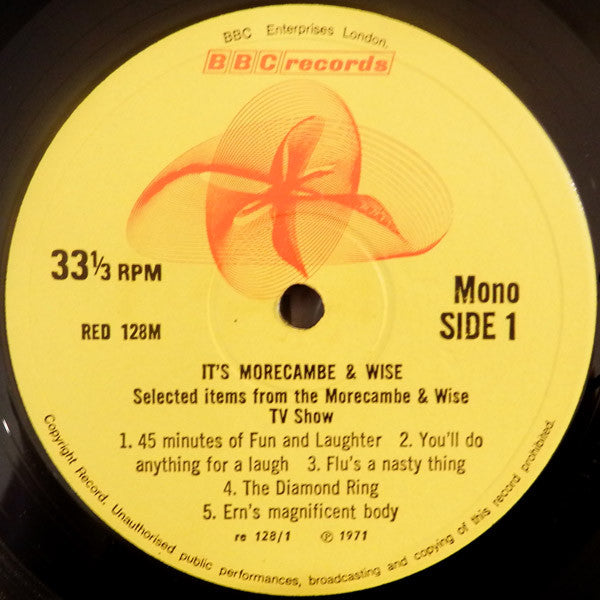 BBC Enterprises London.
BBC records
33⅓ RPM
Mono
RED 128M
SIDE 1
IT'S MORECAMBE & WISE
Selected items from the Morecambe & Wise
TV Show
1. 45 minutes of Fun and Laughter 2. You'll do
anything for a laugh 3. Flu's a nasty thing
4. The Diamond Ring
5. Ern's magnificent body
re 128/1 ℗ 1971
Copyright Record. Unauthorised public performances, broadcasting and copying of this record prohibited.